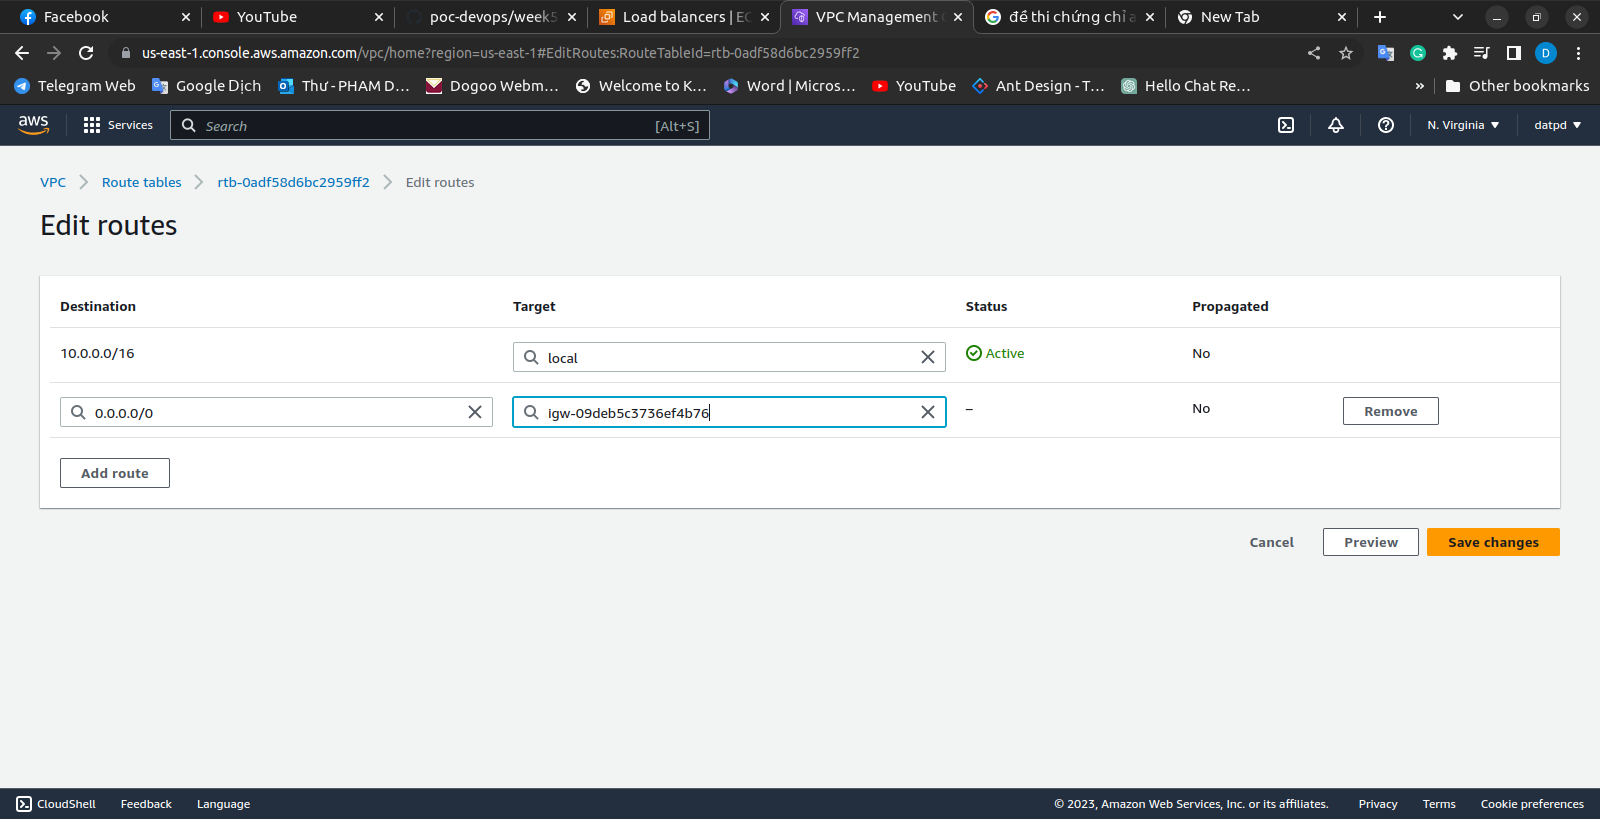 Facebook
YouTube
poc-devops/week5
Load balancers | EC
VPC Management C
đề thi chứng chỉ a
New Tab
us-east-1.console.aws.amazon.com/vpc/home?region=us-east-1#EditRoutes:RouteTableId=rtb-0adf58d6bc2959ff2
D
Telegram Web
Google Dịch
Thư - PHAM D...
Dogoo Webm...
Welcome to K...
Word | Micros...
YouTube
Ant Design - T...
Hello Chat Re...
»
Other bookmarks
aws
Services
Search
[Alt+S]
N. Virginia
datpd
VPC
Route tables
rtb-0adf58d6bc2959ff2
Edit routes
Edit routes
Destination Target Status Propagated
10.0.0.0/16 local Active No
0.0.0.0/0 igw-09deb5c3736ef4b76 – No Remove
Add route
Cancel Preview Save changes
CloudShell Feedback Language © 2023, Amazon Web Services, Inc. or its affiliates. Privacy Terms Cookie preferences